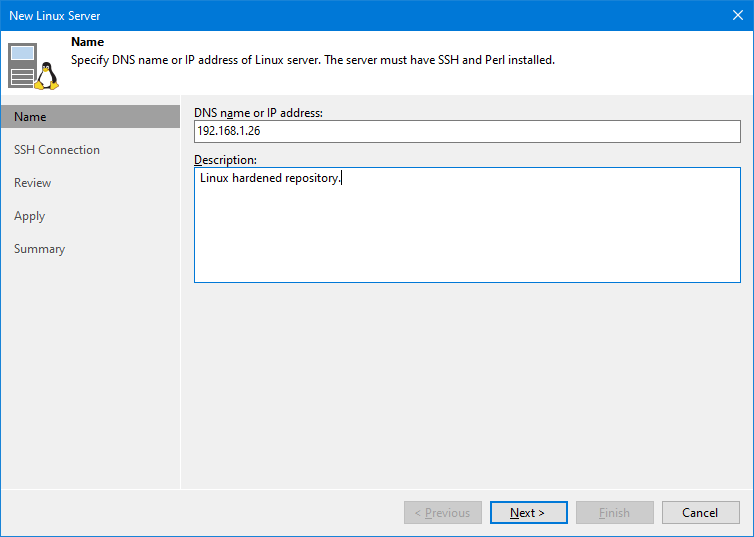 New Linux Server
Name
Specify DNS name or IP address of Linux server. The server must have SSH and Perl installed.
Name
SSH Connection
Review
Apply
Summary
DNS name or IP address:
192.168.1.26
Description:
Linux hardened repository.
< Previous
Next >
Finish
Cancel